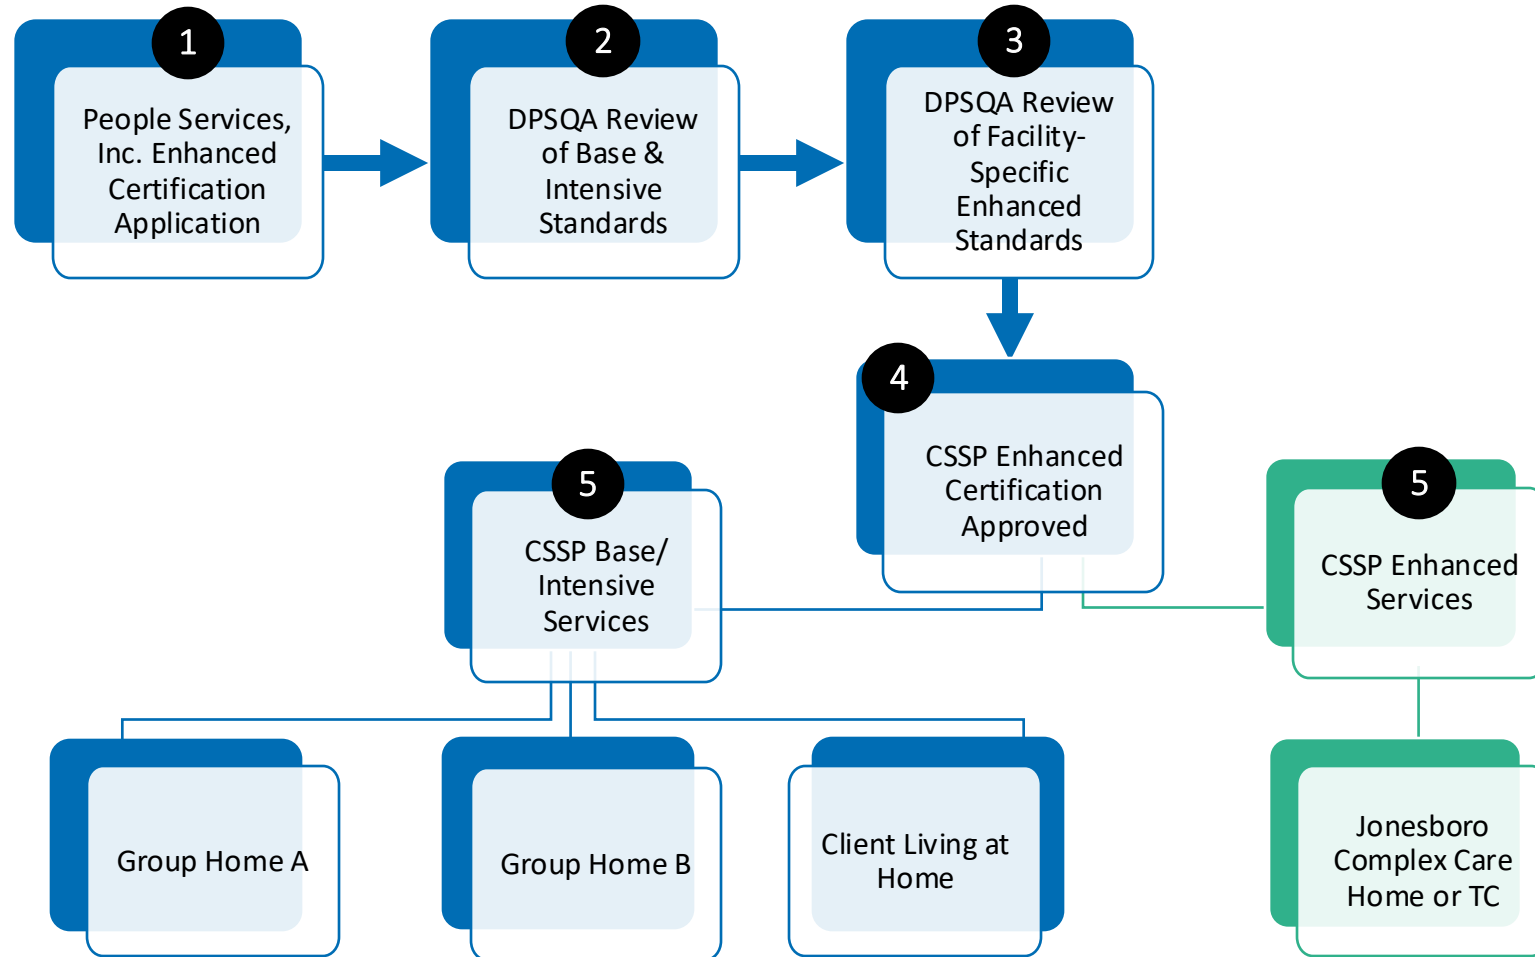 1
People Services,
Inc. Enhanced
Certification
Application
2
DPSQA Review
of Base &
Intensive
Standards
3
DPSQA Review
of Facility-
Specific
Enhanced
Standards
4
CSSP Enhanced
Certification
Approved
5
CSSP Base/
Intensive
Services
5
CSSP Enhanced
Services
Group Home A
Group Home B
Client Living at
Home
Jonesboro
Complex Care
Home or TC